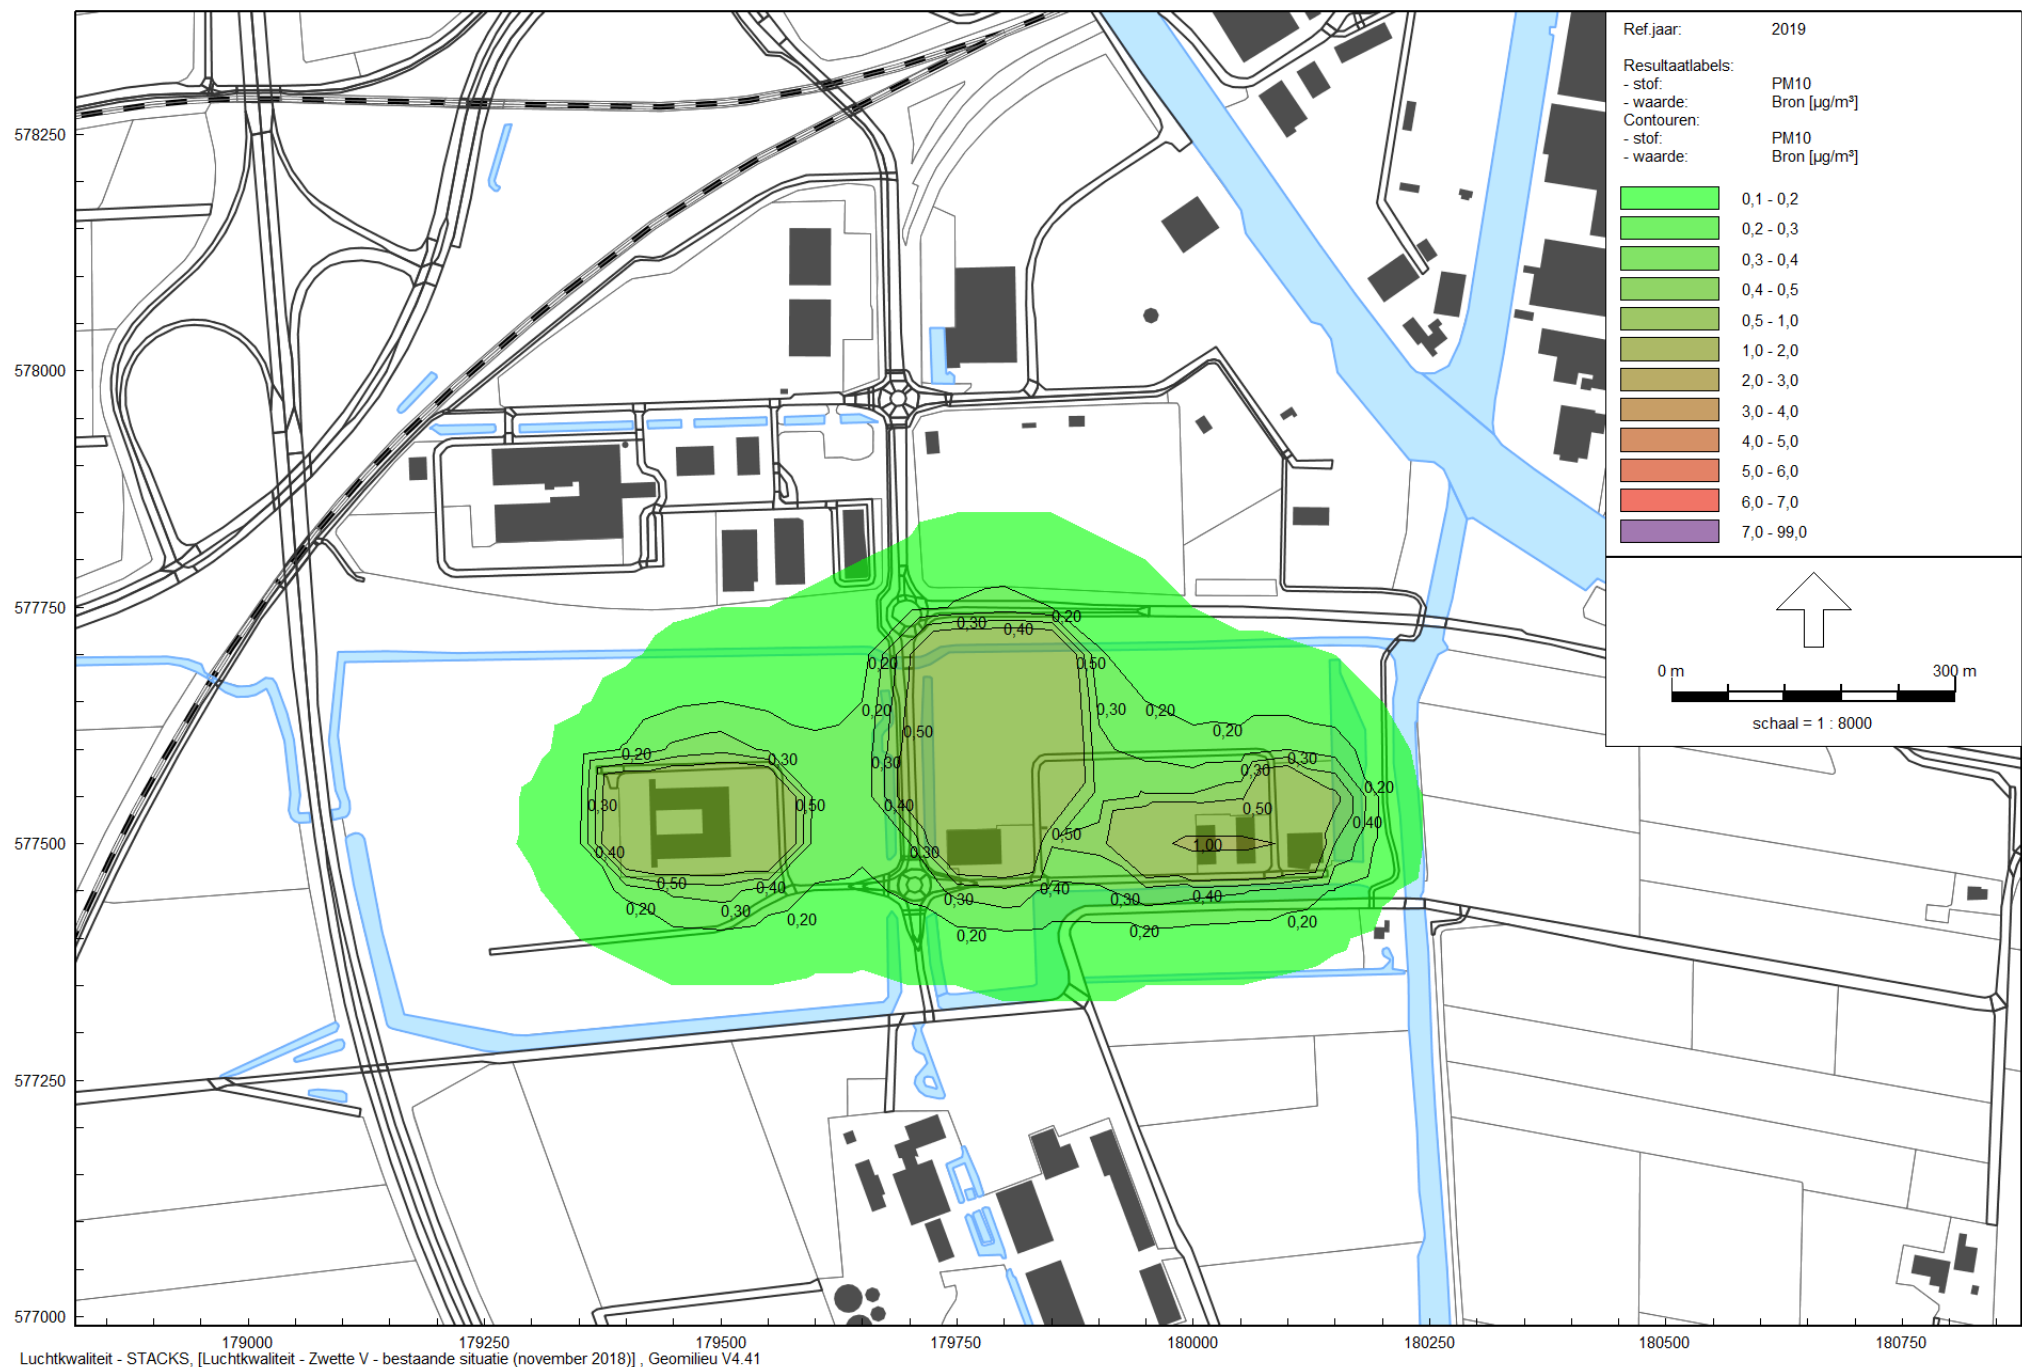 Ref.jaar: 2019
Resultaatlabels:
- stof: PM10
- waarde: Bron [µg/m³]
Contouren:
- stof: PM10
- waarde: Bron [µg/m³]
0,1 - 0,2
0,2 - 0,3
0,3 - 0,4
0,4 - 0,5
0,5 - 1,0
1,0 - 2,0
2,0 - 3,0
3,0 - 4,0
4,0 - 5,0
5,0 - 6,0
6,0 - 7,0
7,0 - 99,0
0 m 300 m
schaal = 1 : 8000
578250
578000
577750
577500
577250
577000
0,20
0,30
0,40
0,20 0,50
0,20 0,30 0,20
0,50 0,20
0,20 0,30 0,30 0,30 0,30
0,20
0,30 0,50 0,40 0,50
0,50 0,40
0,40 0,30 1,00
0,50 0,40 0,40
0,20 0,30 0,20 0,30 0,30 0,40
0,20 0,20 0,20
179000 179250 179500 179750 180000 180250 180500 180750
Luchtkwaliteit - STACKS, [Luchtkwaliteit - Zwette V - bestaande situatie (november 2018)] , Geomilieu V4.41